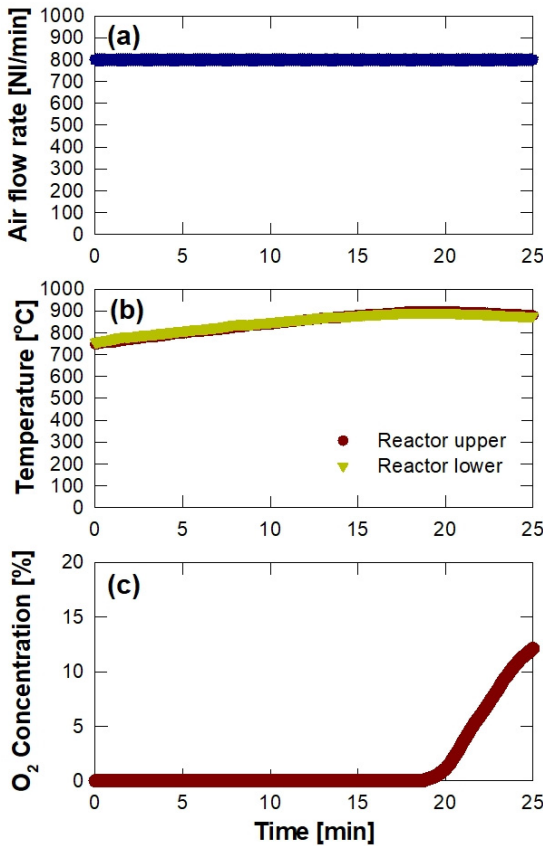 (a)
Air flow rate [Nl/min]
1000
900
800
700
600
500
400
300
200
100
0
0 5 10 15 20 25
(b)
Temperature [°C]
1000
900
800
700
600
500
400
300
200
100
0
Reactor upper
Reactor lower
0 5 10 15 20 25
(c)
O₂ Concentration [%]
20
15
10
5
0
0 5 10 15 20 25
Time [min]